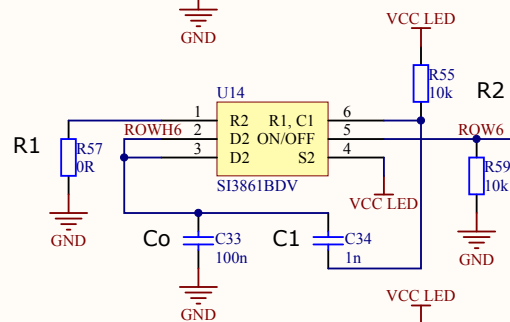 GND
VCC LED
U14
R55
10k
R2
1
R2
R1, C1
6
ROWH6
2
D2
ON/OFF
5
ROW6
3
D2
S2
4
R1
R57
0R
SI3861BDV
VCC LED
R59
10k
GND
Co
C33
100n
C1
C34
1n
GND
GND
VCC LED